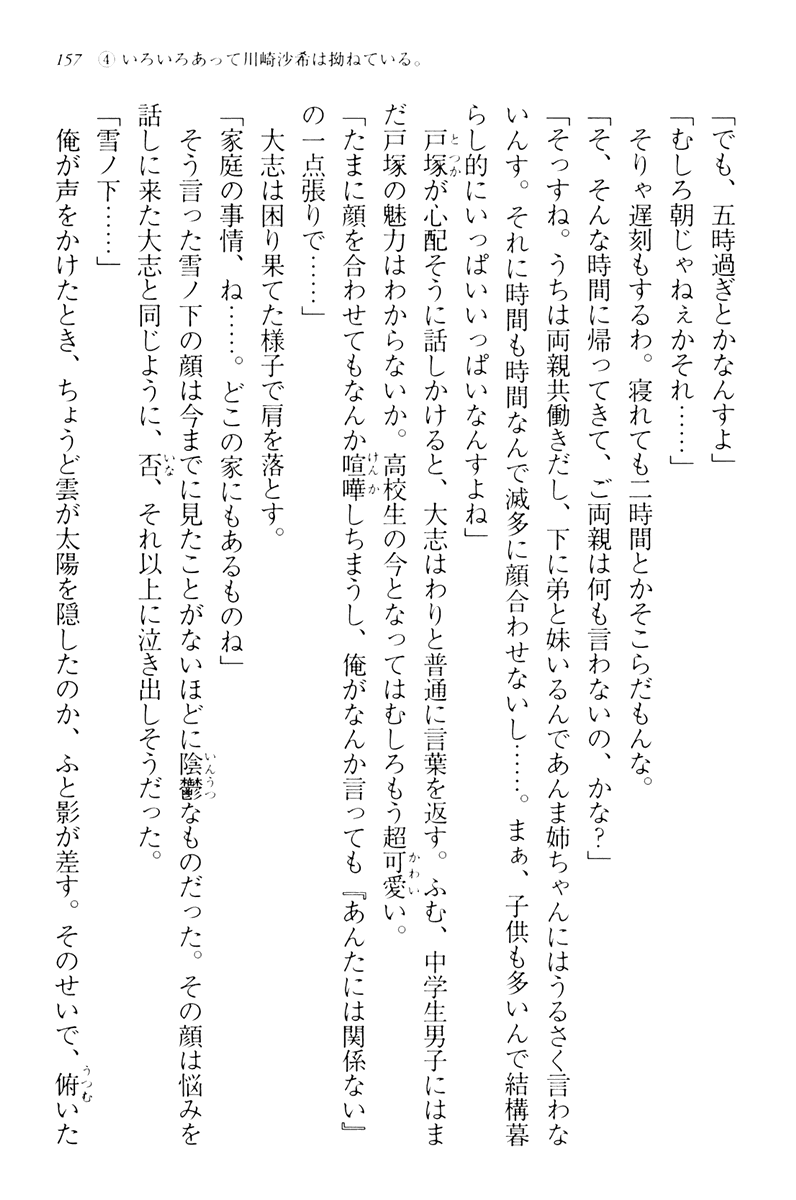 157　④ いろいろあって川崎沙希は拗ねている。
「でも、五時過ぎとかなんすよ」
「むしろ朝じゃねぇかそれ……」
　そりゃ遅刻もするわ。寝れても二時間とかそこらだもんな。
「そ、そんな時間に帰ってきて、ご両親は何も言わないの、かな？」
「そっすね。うちは両親共働きだし、下に弟と妹いるんであんま姉ちゃんにはうるさく言わな
いんす。それに時間も時間なんで滅多に顔合わせないし……。まぁ、子供も多いんで結構暮
らし的にいっぱいいっぱいなんすよね」
　戸塚が心配そうに話しかけると、大志はわりと普通に言葉を返す。ふむ、中学生男子にはま
だ戸塚の魅力はわからないか。高校生の今となってはむしろもう超可愛い。
「たまに顔を合わせてもなんか喧嘩しちまうし、俺がなんか言っても『あんたには関係ない』
の一点張りで……」
　大志は困り果てた様子で肩を落とす。
「家庭の事情、ね……。どこの家にもあるものね」
　そう言った雪ノ下の顔は今までに見たことがないほどに陰鬱なものだった。その顔は悩みを
話しに来た大志と同じように、否、それ以上に泣き出しそうだった。
「雪ノ下……」
　俺が声をかけたとき、ちょうど雲が太陽を隠したのか、ふと影が差す。そのせいで、俯いた